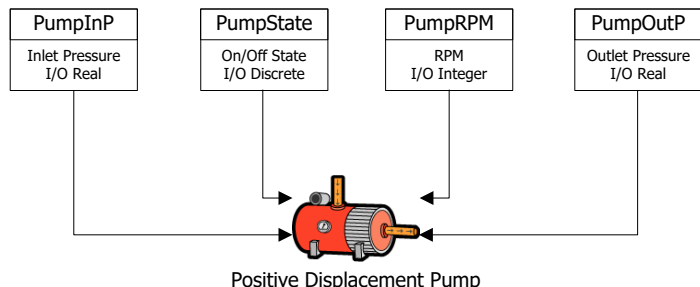 PumpInP
Inlet Pressure
I/O Real
PumpState
On/Off State
I/O Discrete
PumpRPM
RPM
I/O Integer
PumpOutP
Outlet Pressure
I/O Real
Positive Displacement Pump